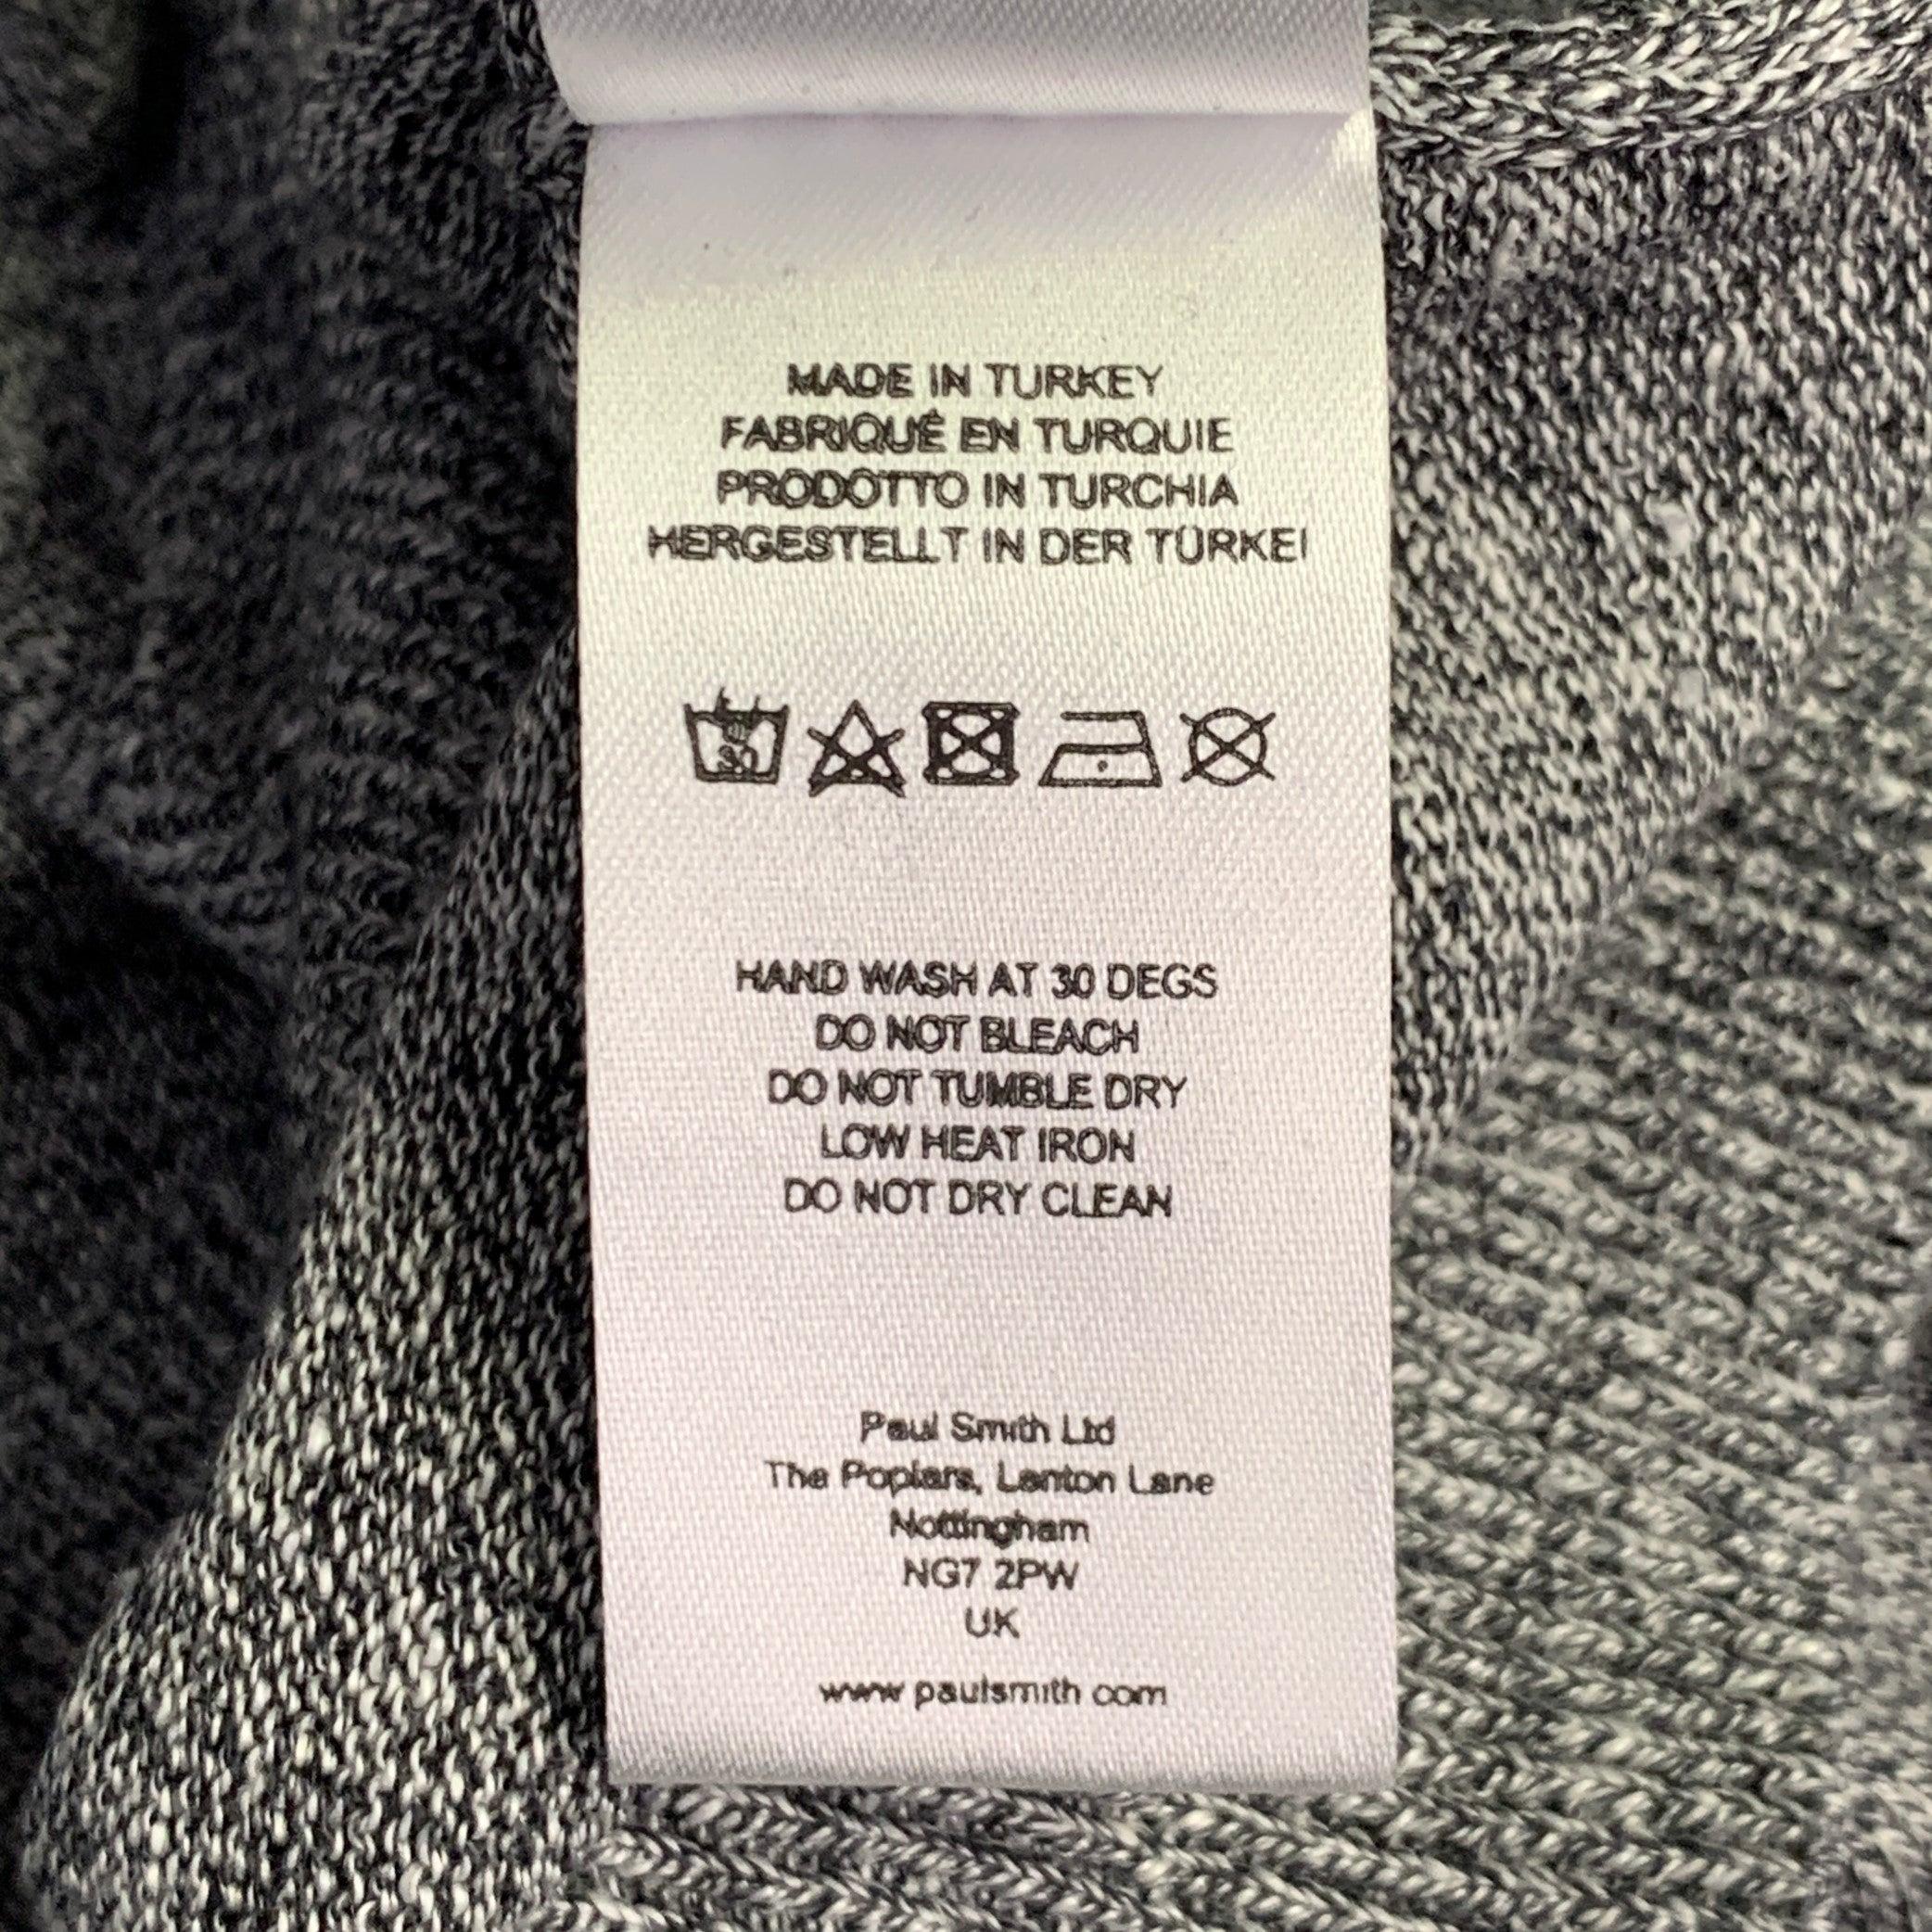 MADE IN TURKEY
FABRIQUÉ EN TURQUIE
PRODOTTO IN TURCHIA
HERGESTELLT IN DER TÜRKEI
30
HAND WASH AT 30 DEGS
DO NOT BLEACH
DO NOT TUMBLE DRY
LOW HEAT IRON
DO NOT DRY CLEAN
Paul Smith Ltd
The Poplars, Lenton Lane
Nottingham
NG7 2PW
UK
www.paulsmith.com